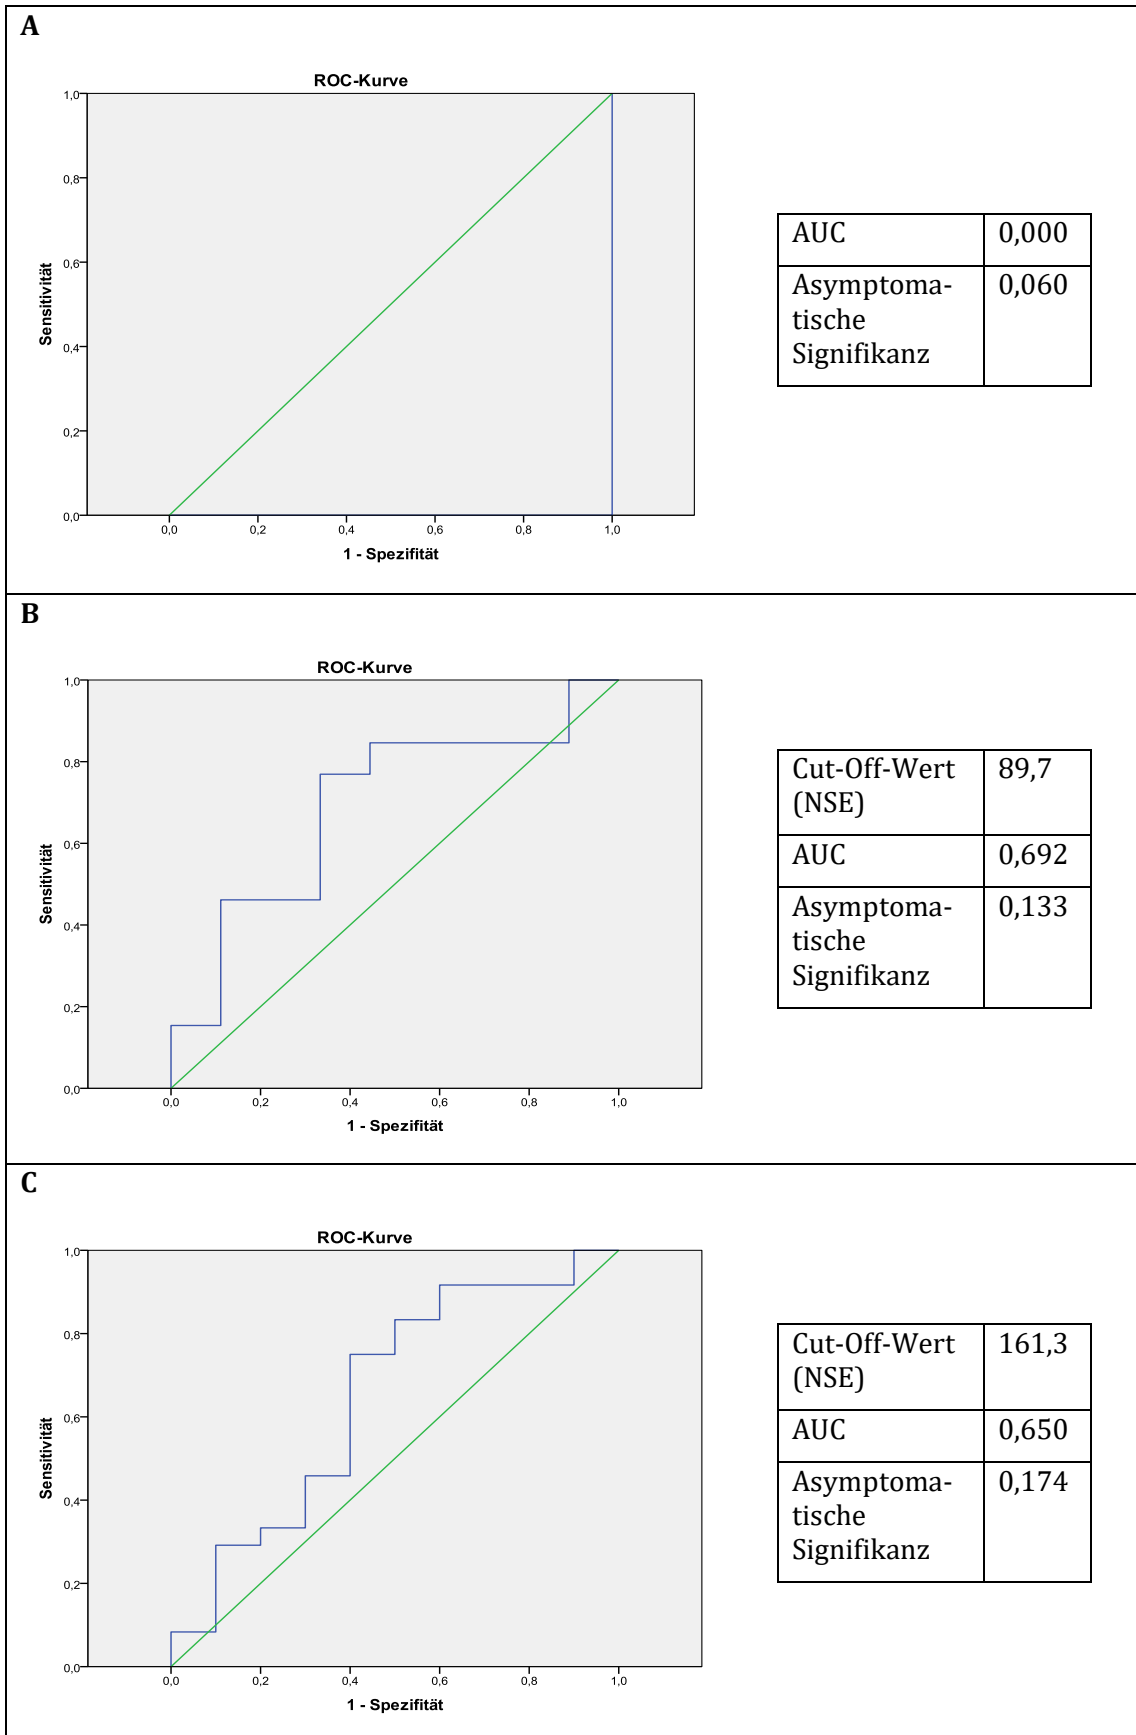 A
ROC-Kurve
1,0
0,8
0,6
0,4
0,2
0,0
Sensitivität
0,0 0,2 0,4 0,6 0,8 1,0
1 - Spezifität
AUC 0,000
Asymptoma- 0,060
tische
Signifikanz
B
ROC-Kurve
1,0
0,8
0,6
0,4
0,2
0,0
Sensitivität
0,0 0,2 0,4 0,6 0,8 1,0
1 - Spezifität
Cut-Off-Wert 89,7
(NSE)
AUC 0,692
Asymptoma- 0,133
tische
Signifikanz
C
ROC-Kurve
1,0
0,8
0,6
0,4
0,2
0,0
Sensitivität
0,0 0,2 0,4 0,6 0,8 1,0
1 - Spezifität
Cut-Off-Wert 161,3
(NSE)
AUC 0,650
Asymptoma- 0,174
tische
Signifikanz